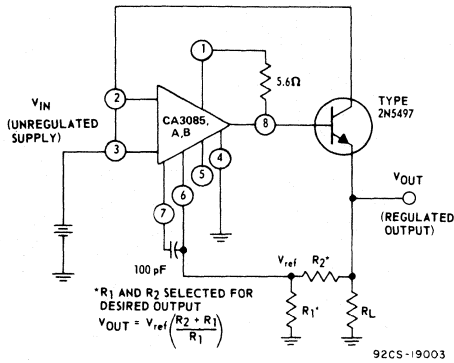 1
5.6Ω
TYPE
2N5497
V_IN
(UNREGULATED
SUPPLY)
2
CA3085,
A,B
8
3
4
5
6
7
V_OUT
(REGULATED
OUTPUT)
100 pF
V_ref
R2*
*R1 AND R2 SELECTED FOR
DESIRED OUTPUT
R1*
RL
V_OUT = V_ref (R2 + R1 / R1)
92CS-19003